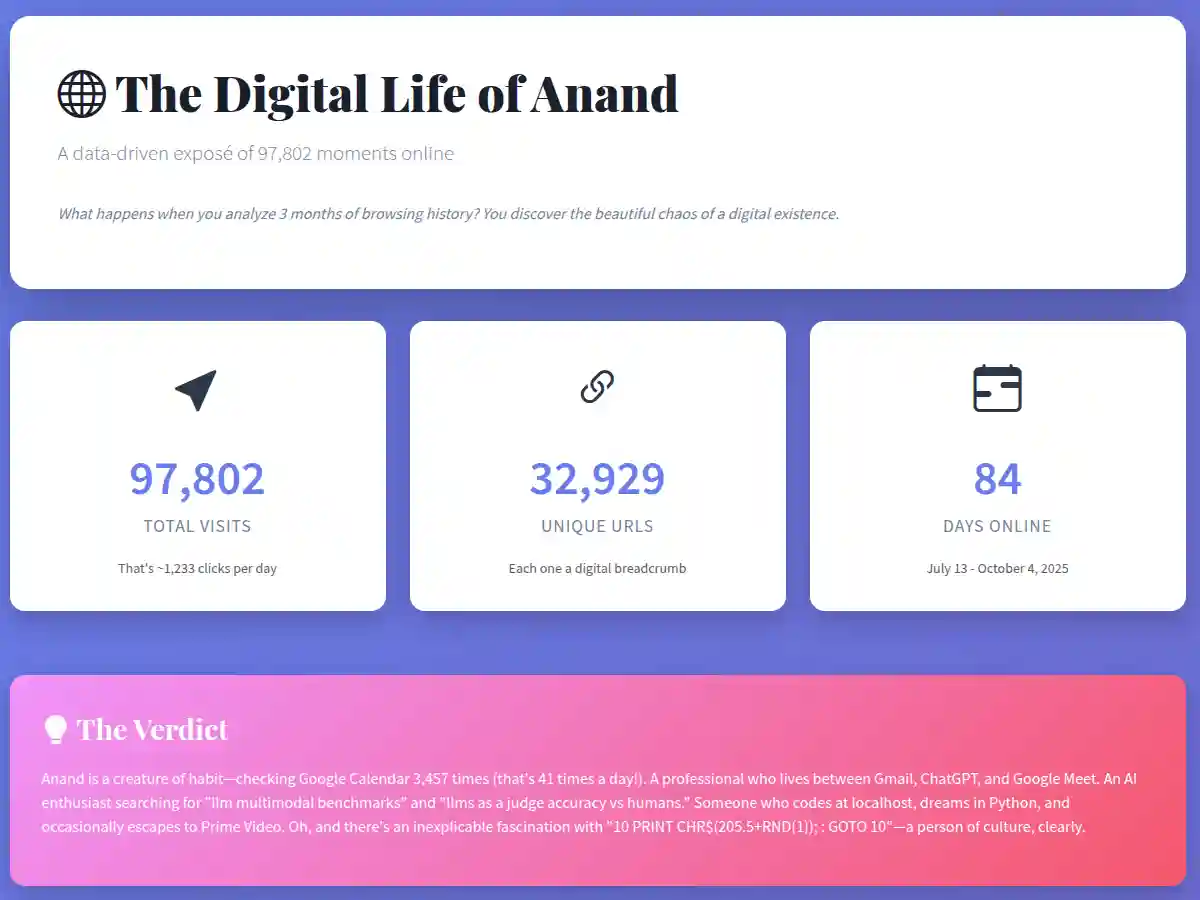 The Digital Life of Anand
A data-driven exposé of 97,802 moments online
What happens when you analyze 3 months of browsing history? You discover the beautiful chaos of a digital existence.
97,802
TOTAL VISITS
That's ~1,233 clicks per day
32,929
UNIQUE URLS
Each one a digital breadcrumb
84
DAYS ONLINE
July 13 - October 4, 2025
The Verdict
Anand is a creature of habit—checking Google Calendar 3,457 times (that's 41 times a day!). A professional who lives between Gmail, ChatGPT, and Google Meet. An AI
enthusiast searching for "llm multimodal benchmarks" and "llms as a judge accuracy vs humans." Someone who codes at localhost, dreams in Python, and
occasionally escapes to Prime Video. Oh, and there's an inexplicable fascination with "10 PRINT CHR$(205.5+RND(1)); : GOTO 10"—a person of culture, clearly.